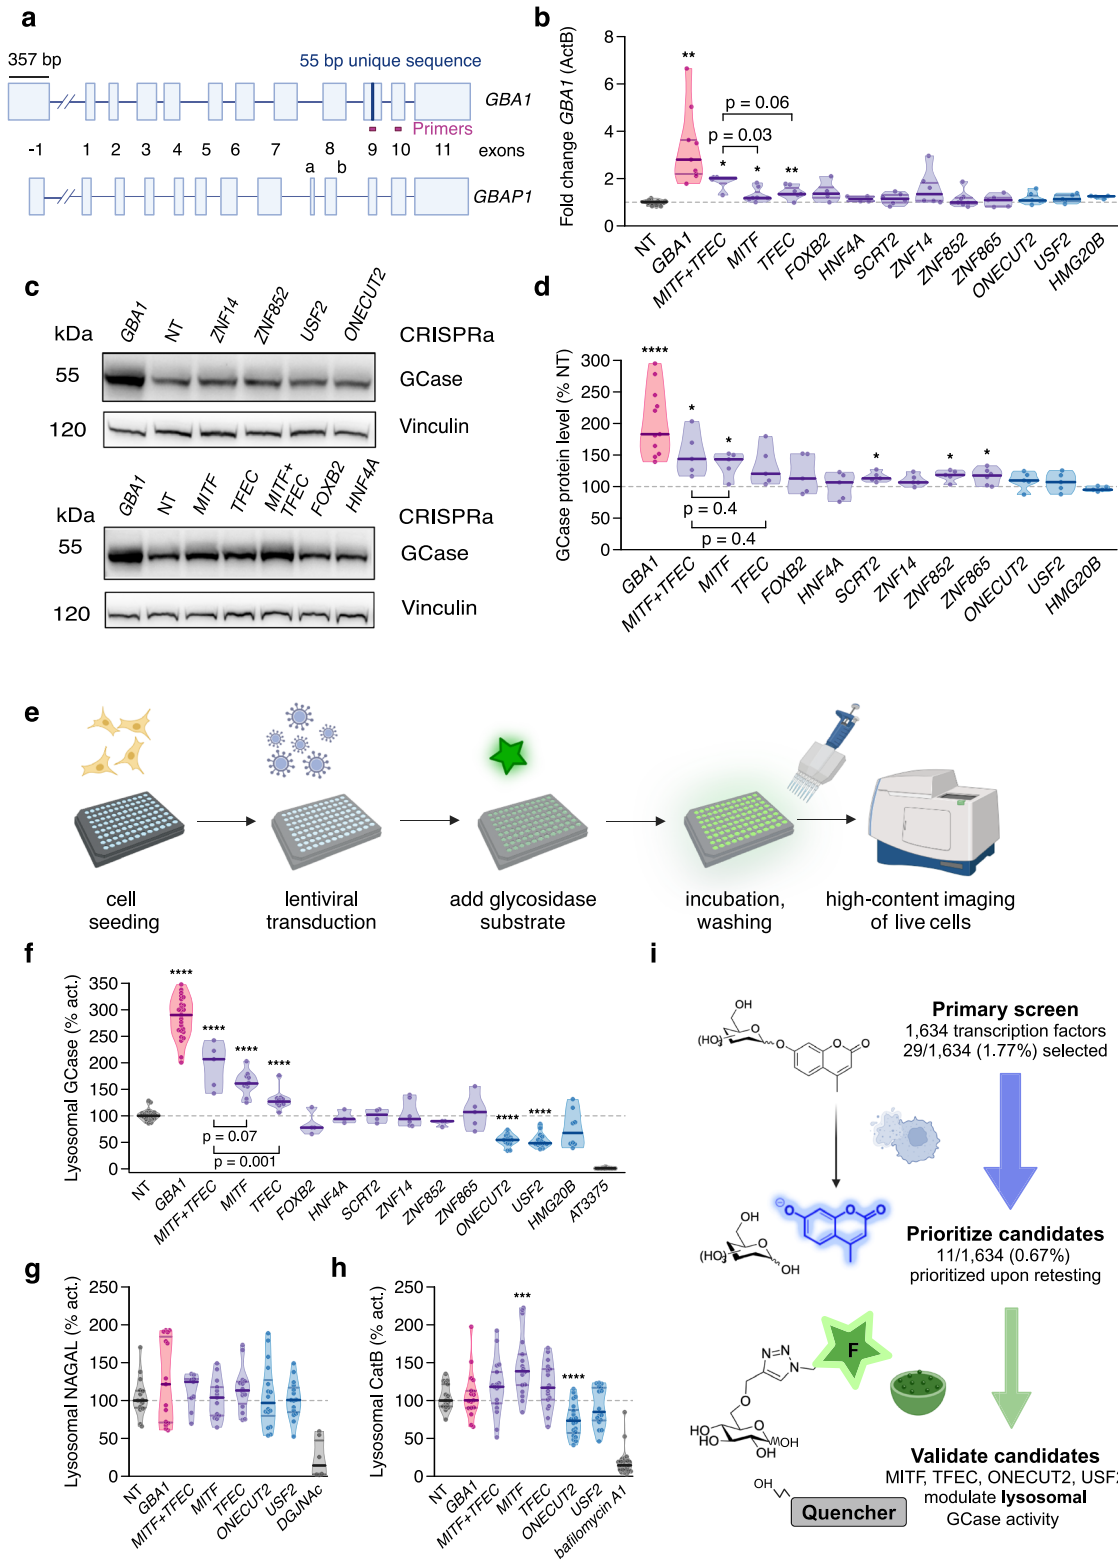 a
357 bp
55 bp unique sequence
GBA1
Primers
-1 1 2 3 4 5 6 7 8 9 10 11 exons
a b
GBAP1
b
Fold change GBA1 (ActB)
8
6
4
2
0
**
*
*
**
p = 0.06
p = 0.03
NT
GBA1
MITF+TFEC
MITF
TFEC
FOXB2
HNF4A
SCRT2
ZNF14
ZNF852
ZNF865
ONECUT2
USF2
HMG20B
c
kDa
GBA1
NT
ZNF14
ZNF852
USF2
ONECUT2
CRISPRa
55
GCase
120
Vinculin
kDa
GBA1
NT
MITF
TFEC
MITF+
TFEC
FOXB2
HNF4A
CRISPRa
55
GCase
120
Vinculin
d
GCase protein level (% NT)
300
250
200
150
100
50
0
****
*
*
*
*
*
p = 0.4
p = 0.4
GBA1
MITF+TFEC
MITF
TFEC
FOXB2
HNF4A
SCRT2
ZNF14
ZNF852
ZNF865
ONECUT2
USF2
HMG20B
e
cell
seeding
lentiviral
transduction
add glycosidase
substrate
incubation,
washing
high-content imaging
of live cells
f
Lysosomal GCase (% act.)
350
300
250
200
150
100
50
0
****
****
****
****
****
****
p = 0.07
p = 0.001
NT
GBA1
MITF+TFEC
MITF
TFEC
FOXB2
HNF4A
SCRT2
ZNF14
ZNF852
ZNF865
ONECUT2
USF2
HMG20B
AT3375
g
Lysosomal NAGAL (% act.)
250
200
150
100
50
0
NT
GBA1
MITF+TFEC
MITF
TFEC
ONECUT2
USF2
DGJNAc
h
Lysosomal CatB (% act.)
250
200
150
100
50
0
***
****
NT
GBA1
MITF+TFEC
MITF
TFEC
ONECUT2
USF2
bafilomycin A1
i
OH
(HO)
O
O
O
O
Primary screen
1,634 transcription factors
29/1,634 (1.77%) selected
HO
(HO)
O
OH
⊖
O
O
O
Prioritize candidates
11/1,634 (0.67%)
prioritized upon retesting
F
N=N
N
O
HO
HO
O
HO
OH
Validate candidates
MITF, TFEC, ONECUT2, USF2
modulate lysosomal
GCase activity
HO
Quencher